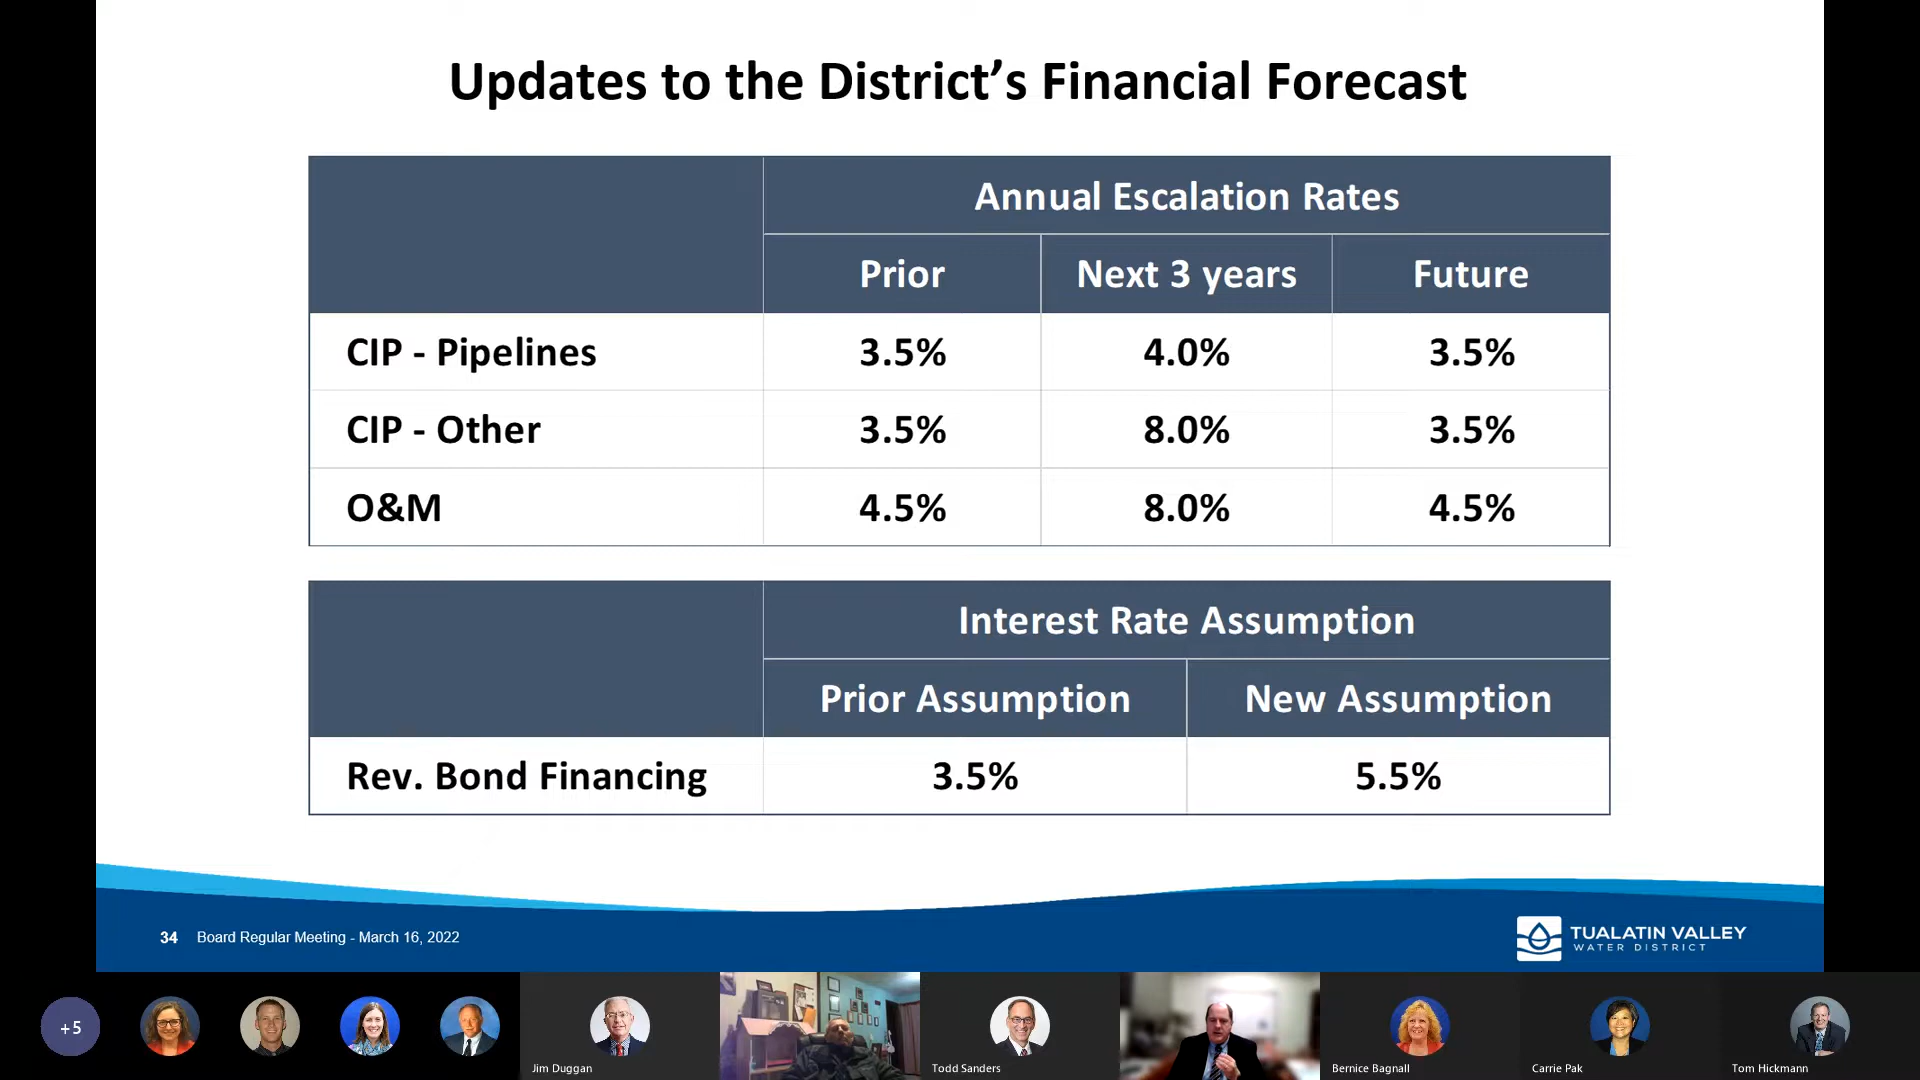 Updates to the District’s Financial Forecast
Annual Escalation Rates
Prior Next 3 years Future
CIP - Pipelines 3.5% 4.0% 3.5%
CIP - Other 3.5% 8.0% 3.5%
O&M 4.5% 8.0% 4.5%
Interest Rate Assumption
Prior Assumption New Assumption
Rev. Bond Financing 3.5% 5.5%
34 Board Regular Meeting - March 16, 2022
TUALATIN VALLEY
WATER DISTRICT
+5
Jim Duggan Todd Sanders Bernice Bagnall Carrie Pak Tom Hickmann